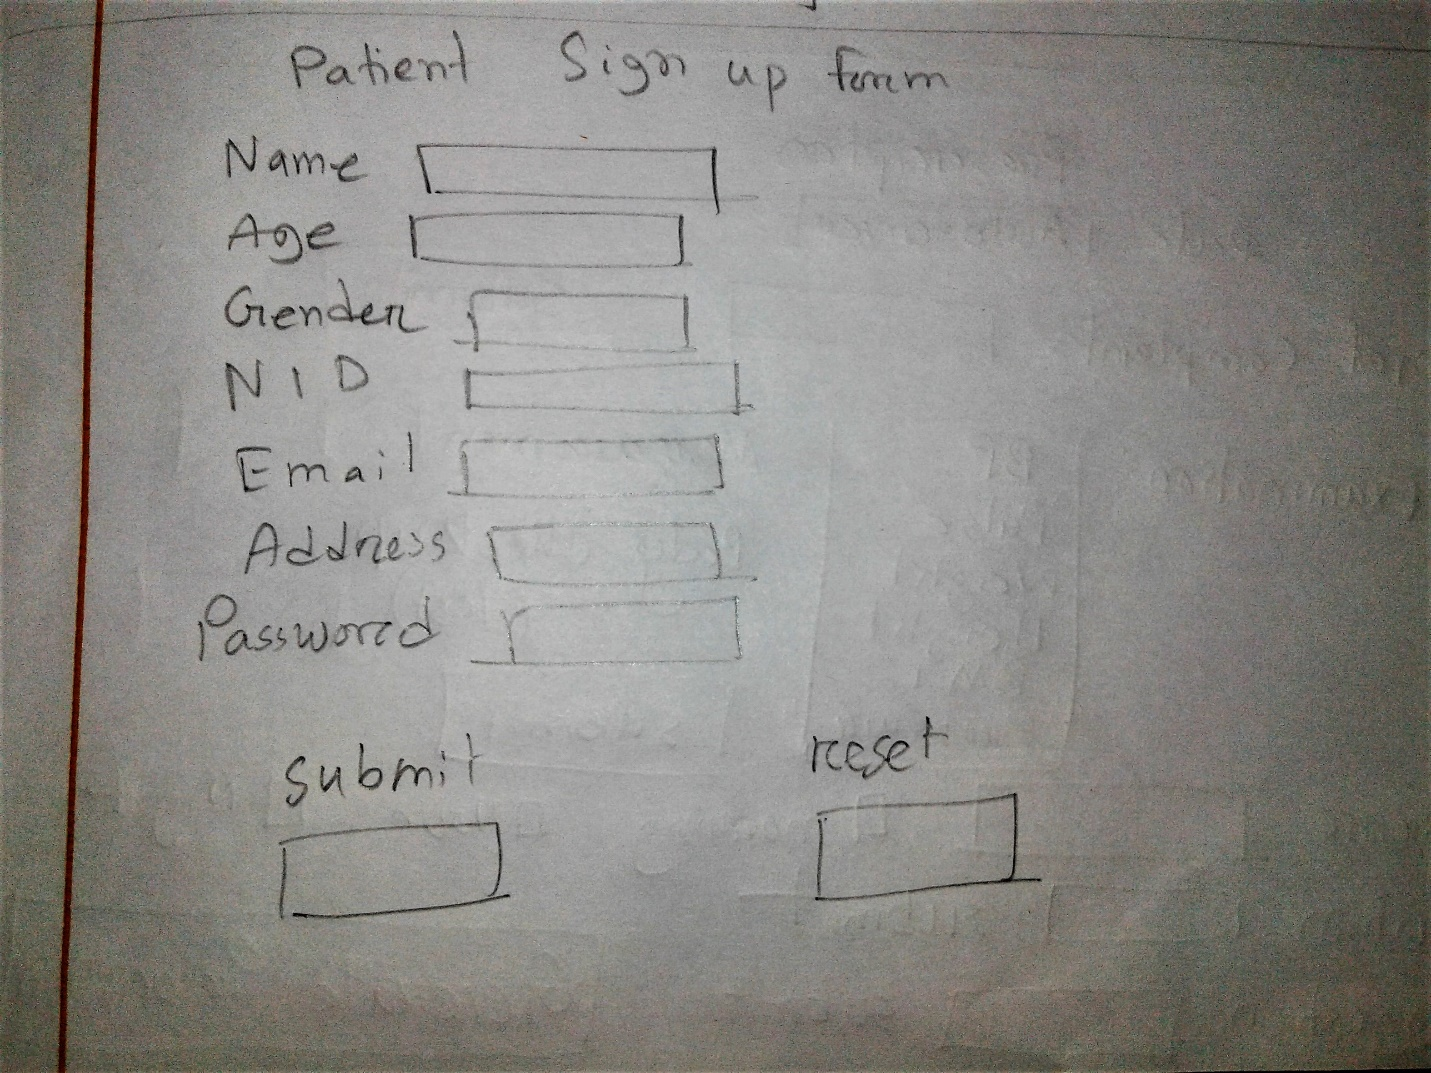 Patient Sign up form
Name
Age
Gender
NID
Email
Address
Password
submit
reset